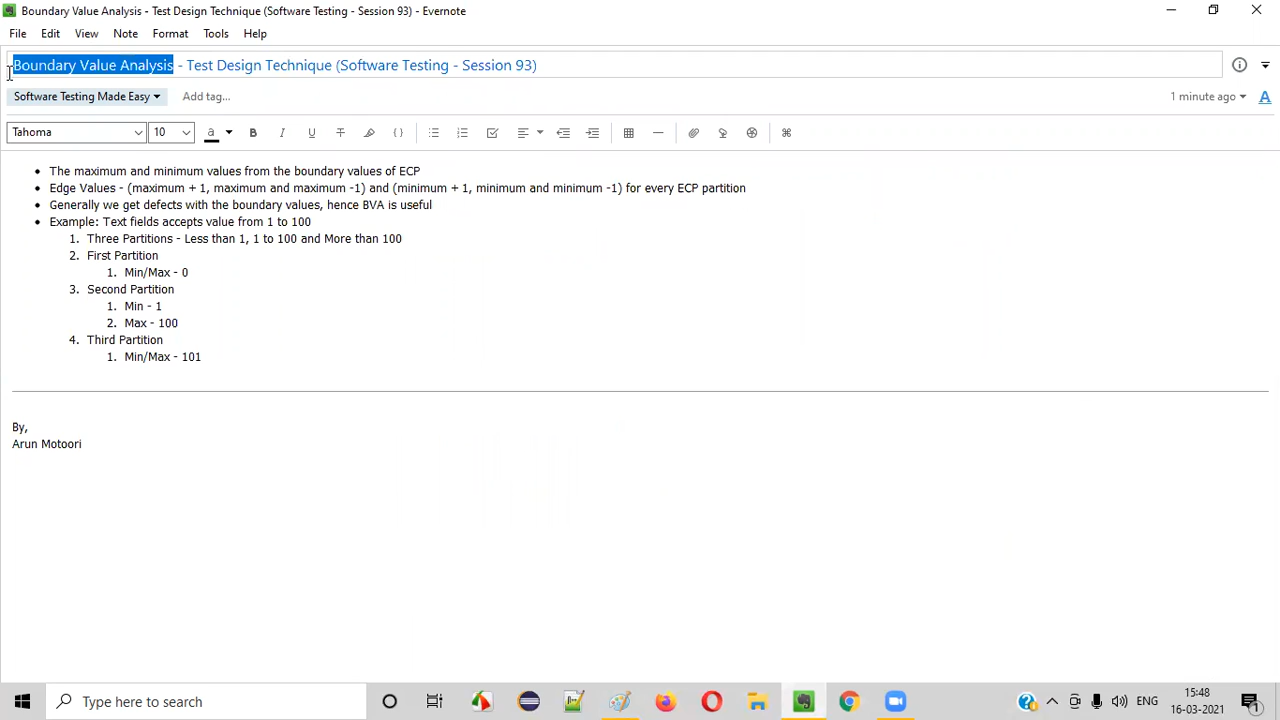 Boundary Value Analysis - Test Design Technique (Software Testing - Session 93) - Evernote
File Edit View Note Format Tools Help
Boundary Value Analysis - Test Design Technique (Software Testing - Session 93)
Software Testing Made Easy Add tag... 1 minute ago
Tahoma 10 a B I U T
• The maximum and minimum values from the boundary values of ECP
• Edge Values - (maximum + 1, maximum and maximum -1) and (minimum + 1, minimum and minimum -1) for every ECP partition
• Generally we get defects with the boundary values, hence BVA is useful
• Example: Text fields accepts value from 1 to 100
1. Three Partitions - Less than 1, 1 to 100 and More than 100
2. First Partition
1. Min/Max - 0
3. Second Partition
1. Min - 1
2. Max - 100
4. Third Partition
1. Min/Max - 101
By,
Arun Motoori
Type here to search
ENG
15:48
16-03-2021